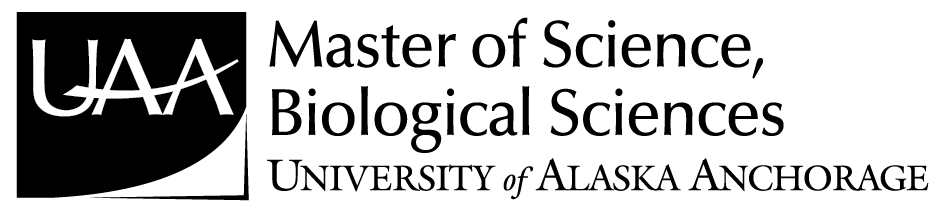 UAA
Master of Science,
Biological Sciences
UNIVERSITY of ALASKA ANCHORAGE